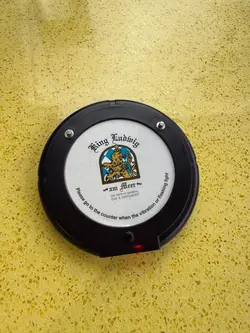 King Ludwig
am Meer
Please go to the counter when the vibration or flashing light